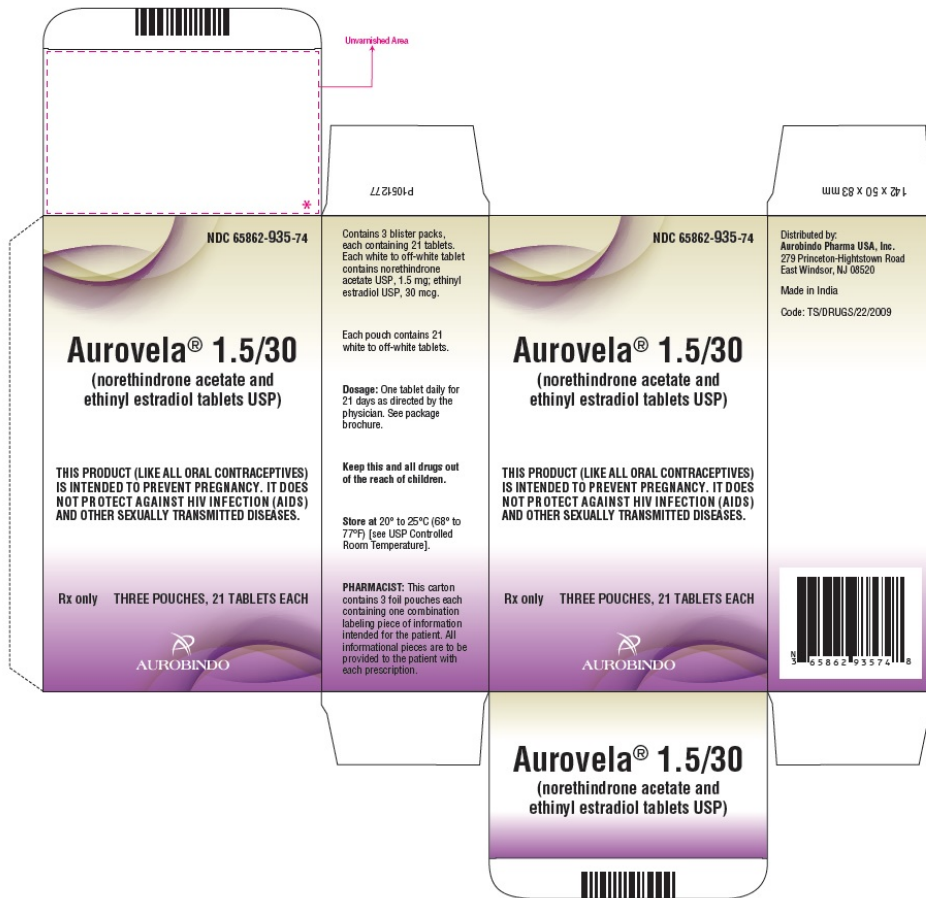 Unvarnished Area
*
P1051277
142 x 50 x 83 mm
NDC 65862-935-74
Aurovela® 1.5/30
(norethindrone acetate and
ethinyl estradiol tablets USP)
THIS PRODUCT (LIKE ALL ORAL CONTRACEPTIVES)
IS INTENDED TO PREVENT PREGNANCY. IT DOES
NOT PROTECT AGAINST HIV INFECTION (AIDS)
AND OTHER SEXUALLY TRANSMITTED DISEASES.
Rx only THREE POUCHES, 21 TABLETS EACH
AUROBINDO
Contains 3 blister packs,
each containing 21 tablets.
Each white to off-white tablet
contains norethindrone
acetate USP, 1.5 mg; ethinyl
estradiol USP, 30 mcg.
Each pouch contains 21
white to off-white tablets.
Dosage: One tablet daily for
21 days as directed by the
physician. See package
brochure.
Keep this and all drugs out
of the reach of children.
Store at 20° to 25°C (68° to
77°F) [see USP Controlled
Room Temperature].
PHARMACIST: This carton
contains 3 foil pouches each
containing one combination
labeling piece of information
intended for the patient. All
informational pieces are to be
provided to the patient with
each prescription.
NDC 65862-935-74
Aurovela® 1.5/30
(norethindrone acetate and
ethinyl estradiol tablets USP)
THIS PRODUCT (LIKE ALL ORAL CONTRACEPTIVES)
IS INTENDED TO PREVENT PREGNANCY. IT DOES
NOT PROTECT AGAINST HIV INFECTION (AIDS)
AND OTHER SEXUALLY TRANSMITTED DISEASES.
Rx only THREE POUCHES, 21 TABLETS EACH
AUROBINDO
Distributed by:
Aurobindo Pharma USA, Inc.
279 Princeton-Hightstown Road
East Windsor, NJ 08520
Made in India
Code: TS/DRUGS/22/2009
N
3 65862 93574 8
Aurovela® 1.5/30
(norethindrone acetate and
ethinyl estradiol tablets USP)